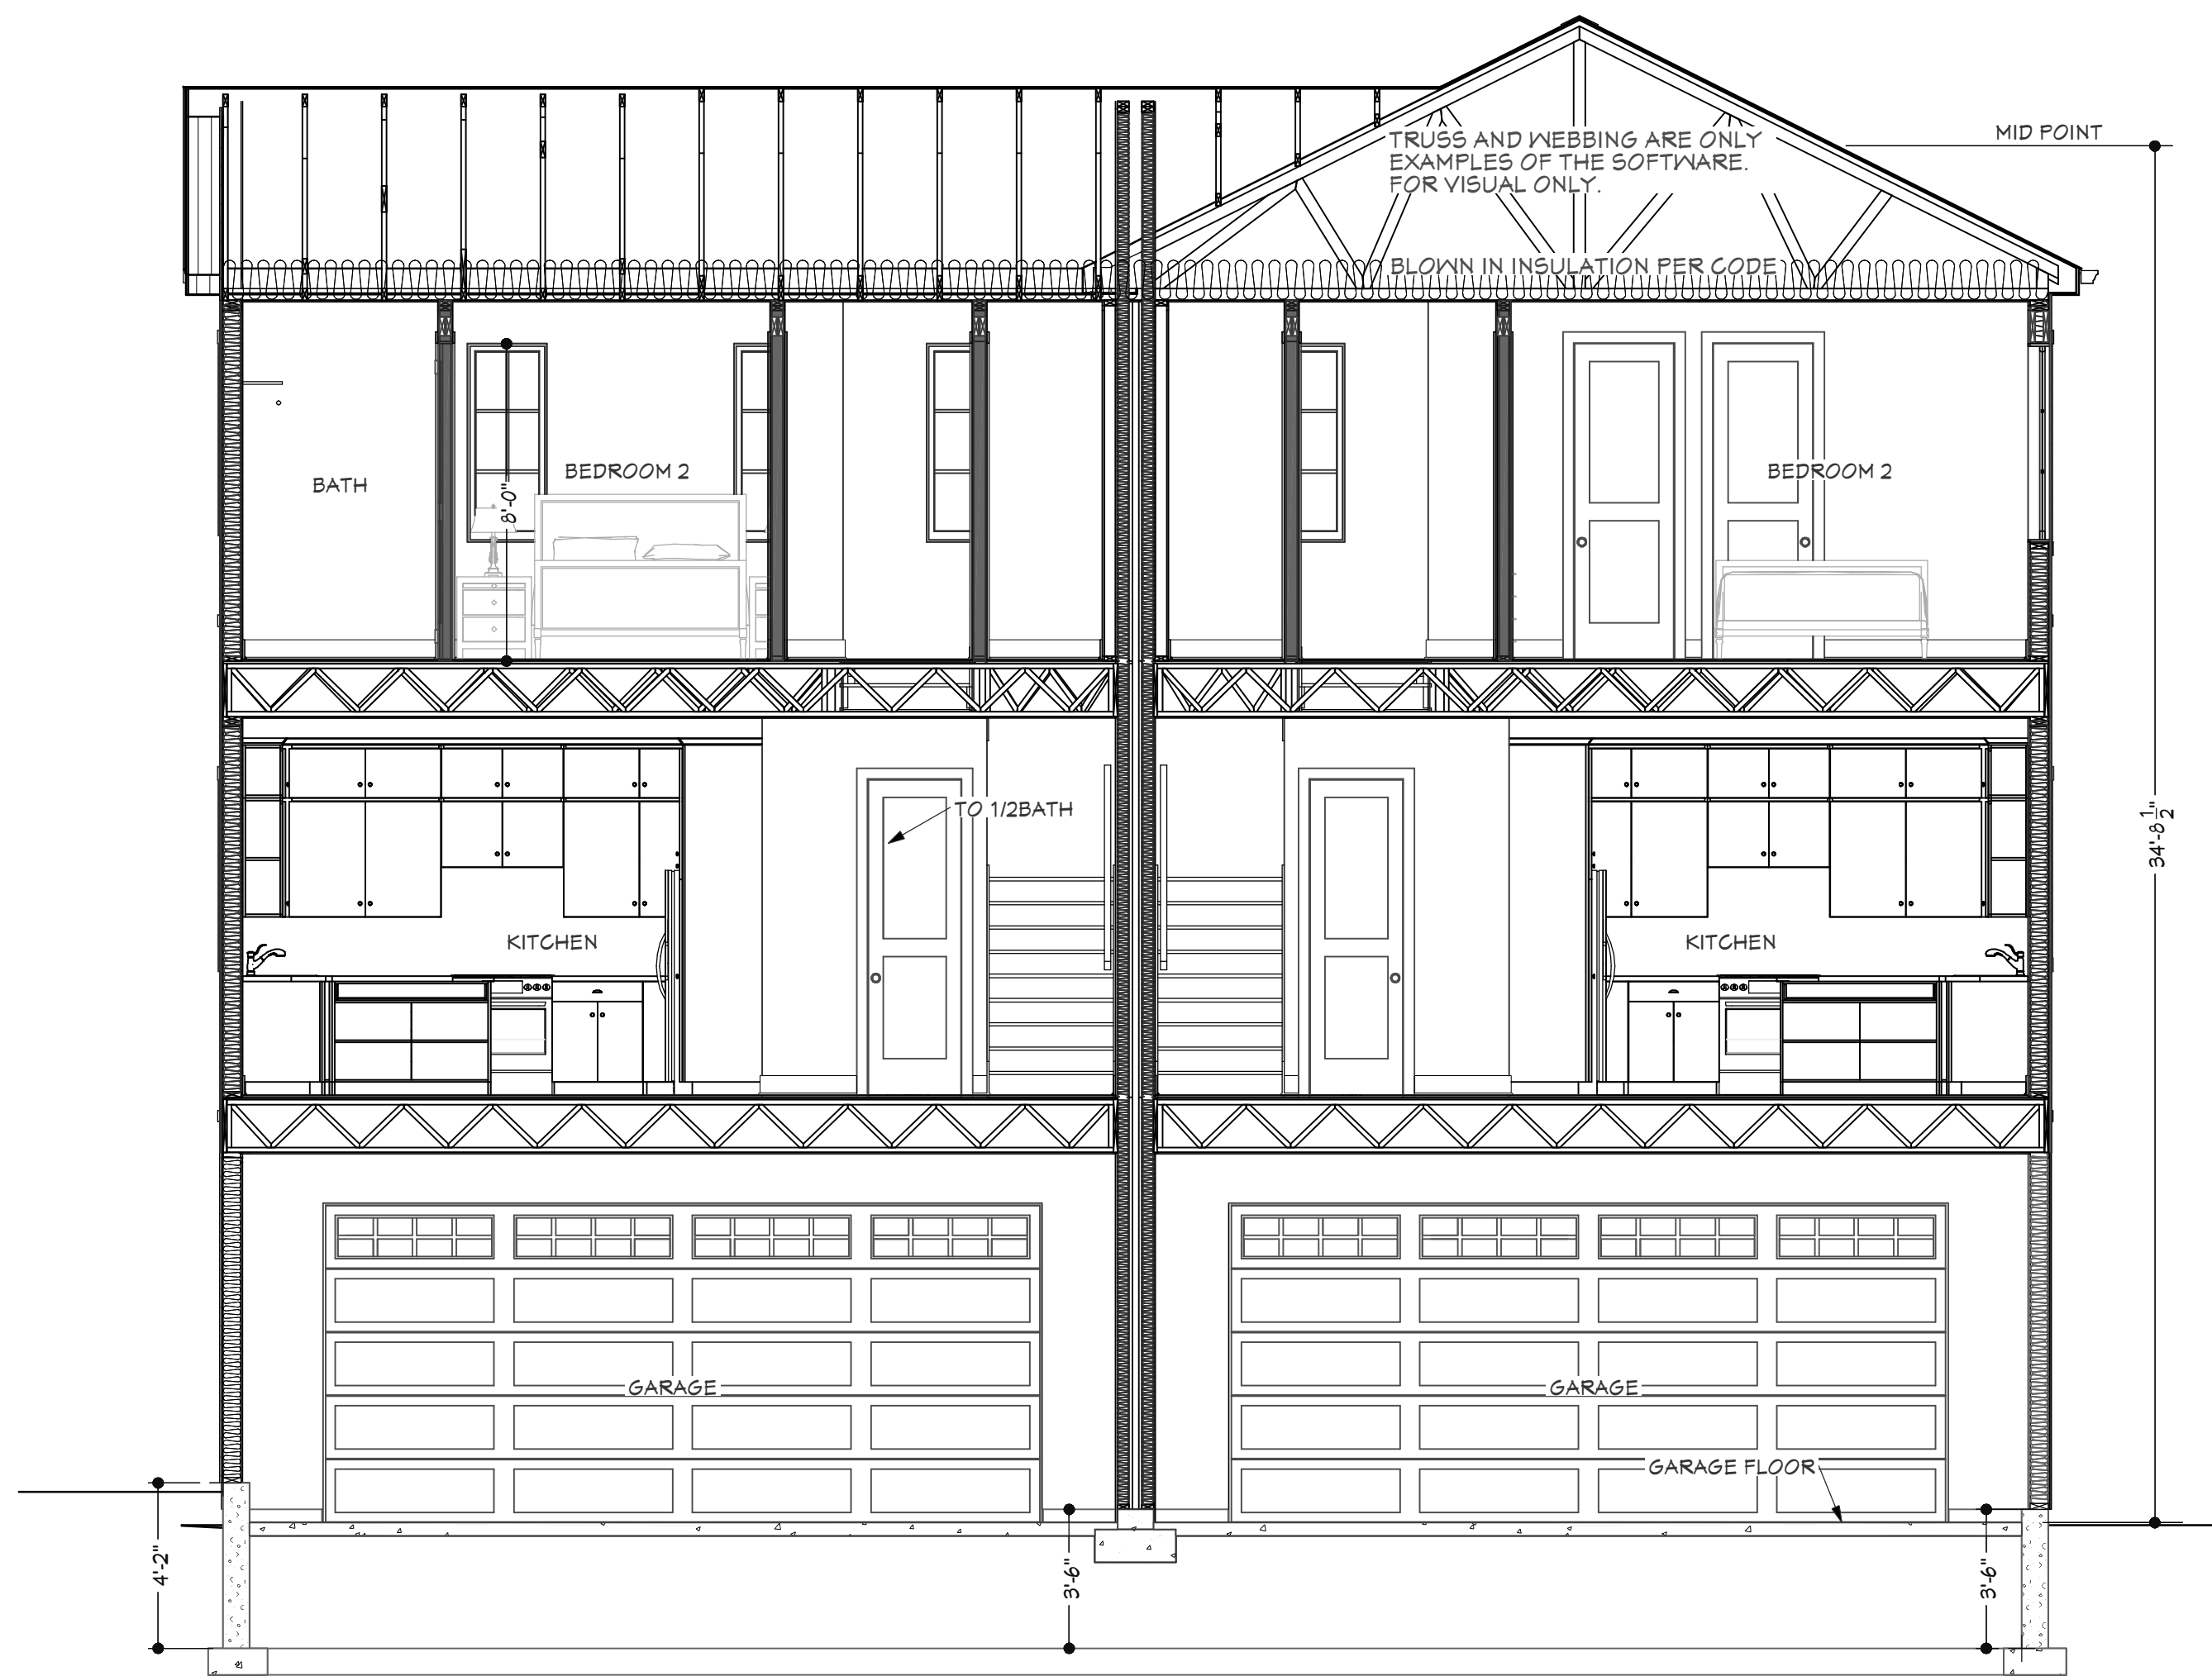 MID POINT
TRUSS AND WEBBING ARE ONLY
EXAMPLES OF THE SOFTWARE.
FOR VISUAL ONLY.
BLOWN IN INSULATION PER CODE
BATH
8'-0"
BEDROOM 2
BEDROOM 2
TO 1/2BATH
34'-8 1/2"
KITCHEN
KITCHEN
GARAGE
GARAGE
GARAGE FLOOR
4'-2"
3'-6"
3'-6"